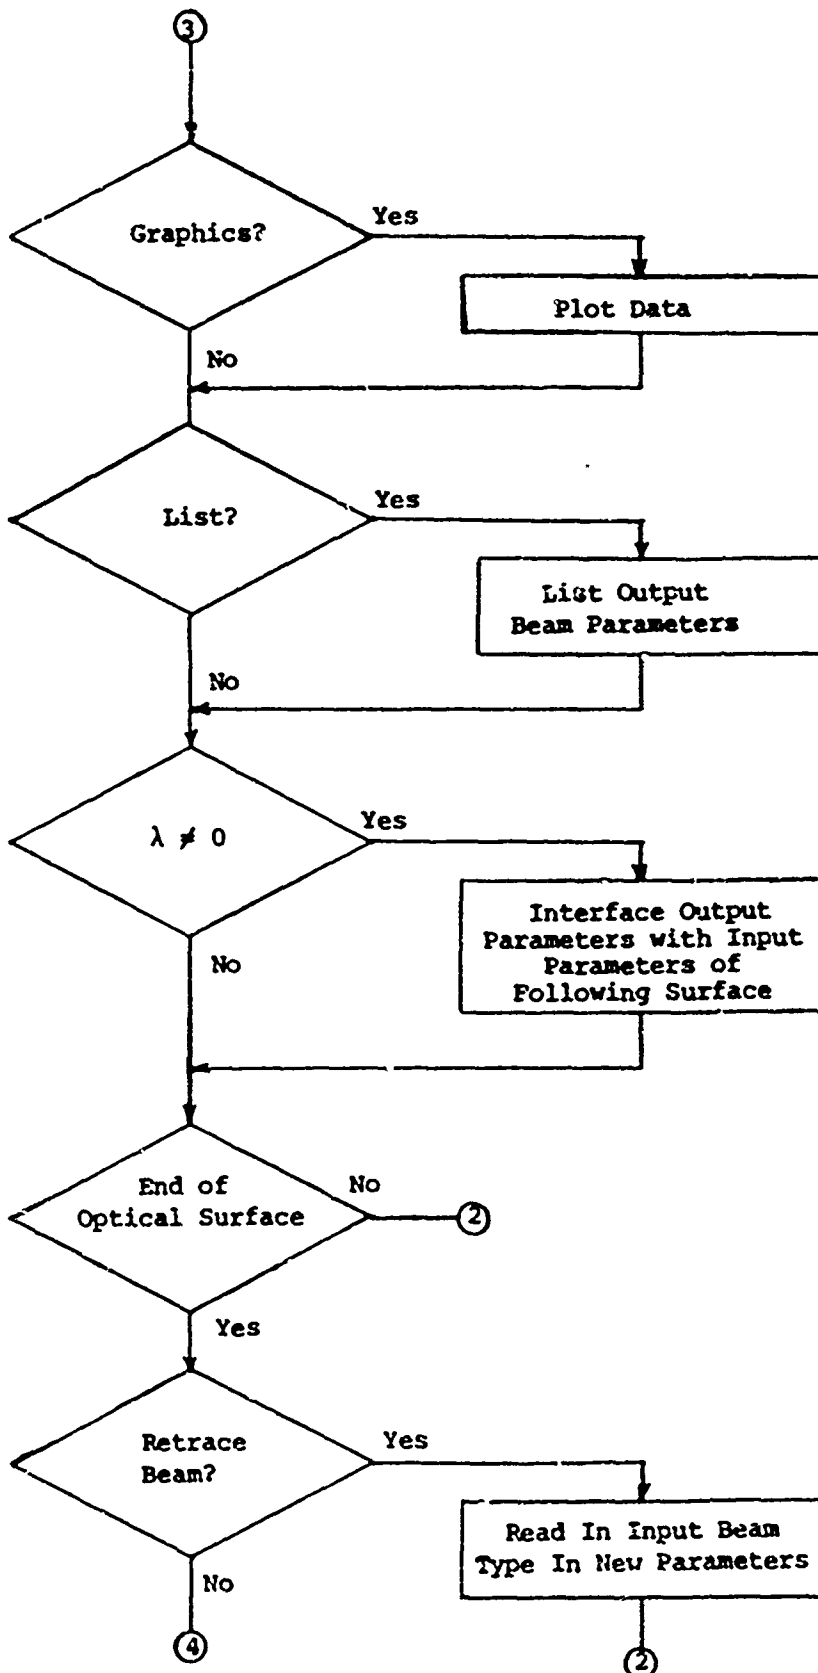 3
Graphics?
Yes
Plot Data
No
List?
Yes
List Output
Beam Parameters
No
λ ≠ 0
Yes
Interface Output
Parameters with Input
Parameters of
Following Surface
No
End of
Optical Surface
No
2
Yes
Retrace
Beam?
Yes
Read In Input Beam
Type In New Parameters
No
4
2